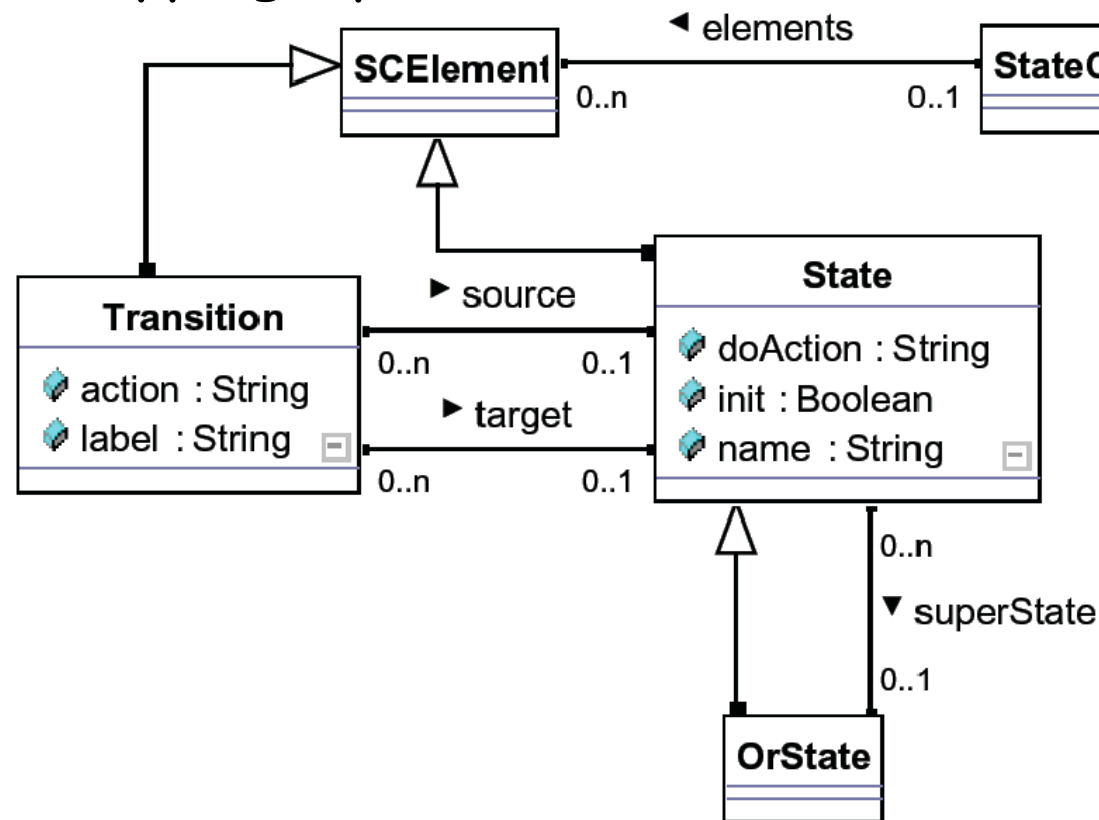 elements
SCElement
0..n
0..1
Transition
action : String
label : String
source
0..n
0..1
target
0..n
0..1
State
doAction : String
init : Boolean
name : String
0..n
superState
0..1
OrState